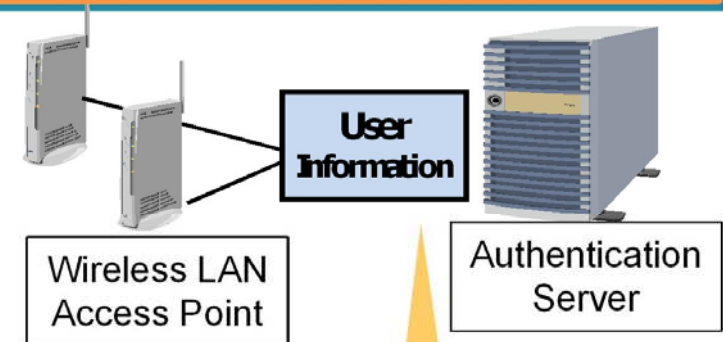 User
Information
Wireless LAN
Access Point
Authentication
Server